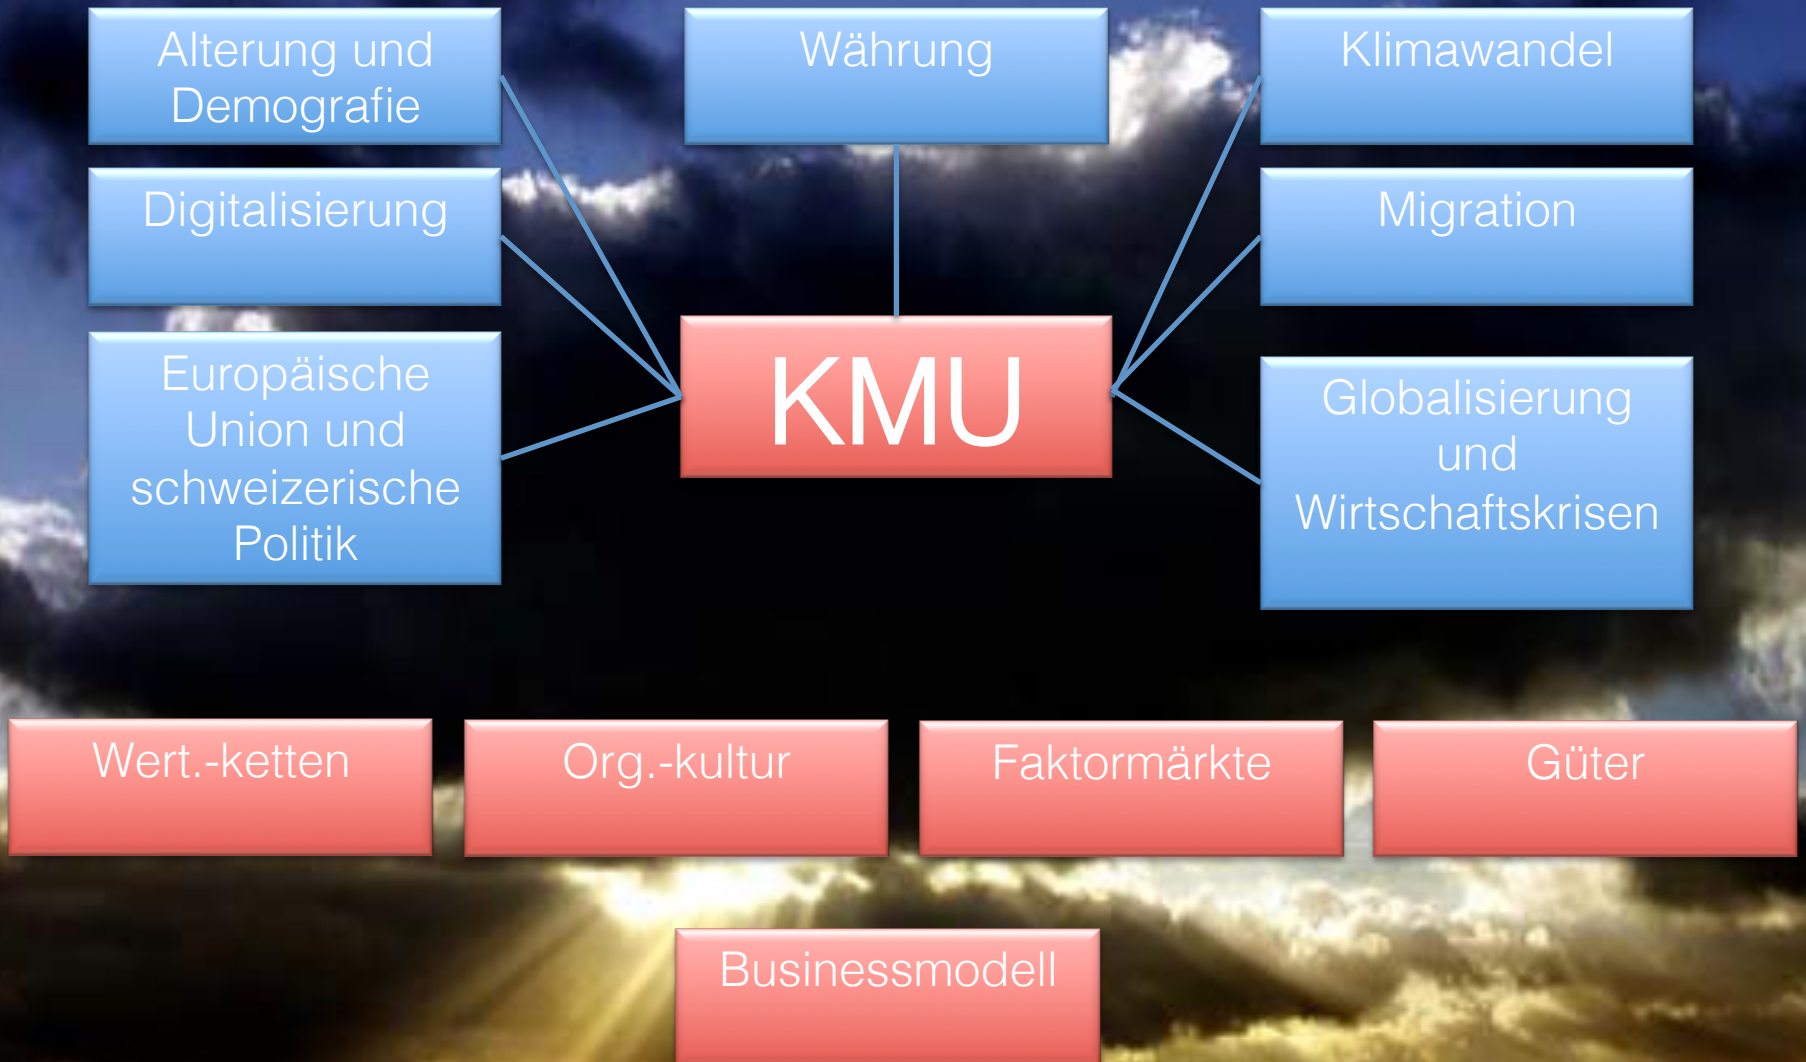 Alterung und
Demografie
Währung
Klimawandel
Digitalisierung
Migration
Europäische
Union und
schweizerische
Politik
KMU
Globalisierung
und
Wirtschaftskrisen
Wert.-ketten
Org.-kultur
Faktormärkte
Güter
Businessmodell